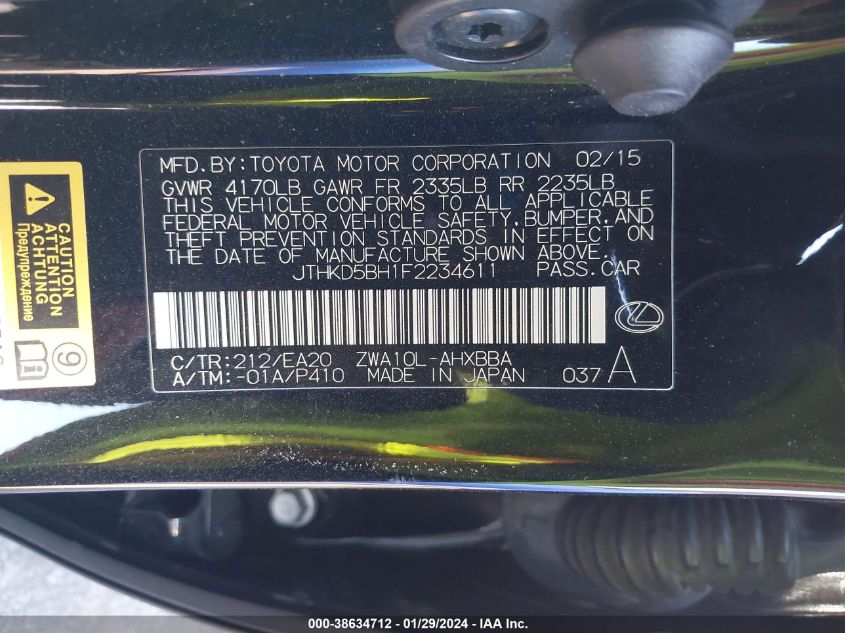 MFD.BY:TOYOTA MOTOR CORPORATION 02/15
GVWR 4170LB GAWR FR 2335LB RR 2235LB
THIS VEHICLE CONFORMS TO ALL APPLICABLE
FEDERAL MOTOR VEHICLE SAFETY, BUMPER, AND
THEFT PREVENTION STANDARDS IN EFFECT ON
THE DATE OF MANUFACTURE SHOWN ABOVE.
JTHKD5BH1F2234611 PASS.CAR
C/TR:212/EA20 ZWA10L-AHXBBA
A/TM:-01A/P410 MADE IN JAPAN 037 A
CAUTION
ATTENTION
ACHTUNG
Предупреждение
9
000-38634712 - 01/29/2024 - IAA Inc.